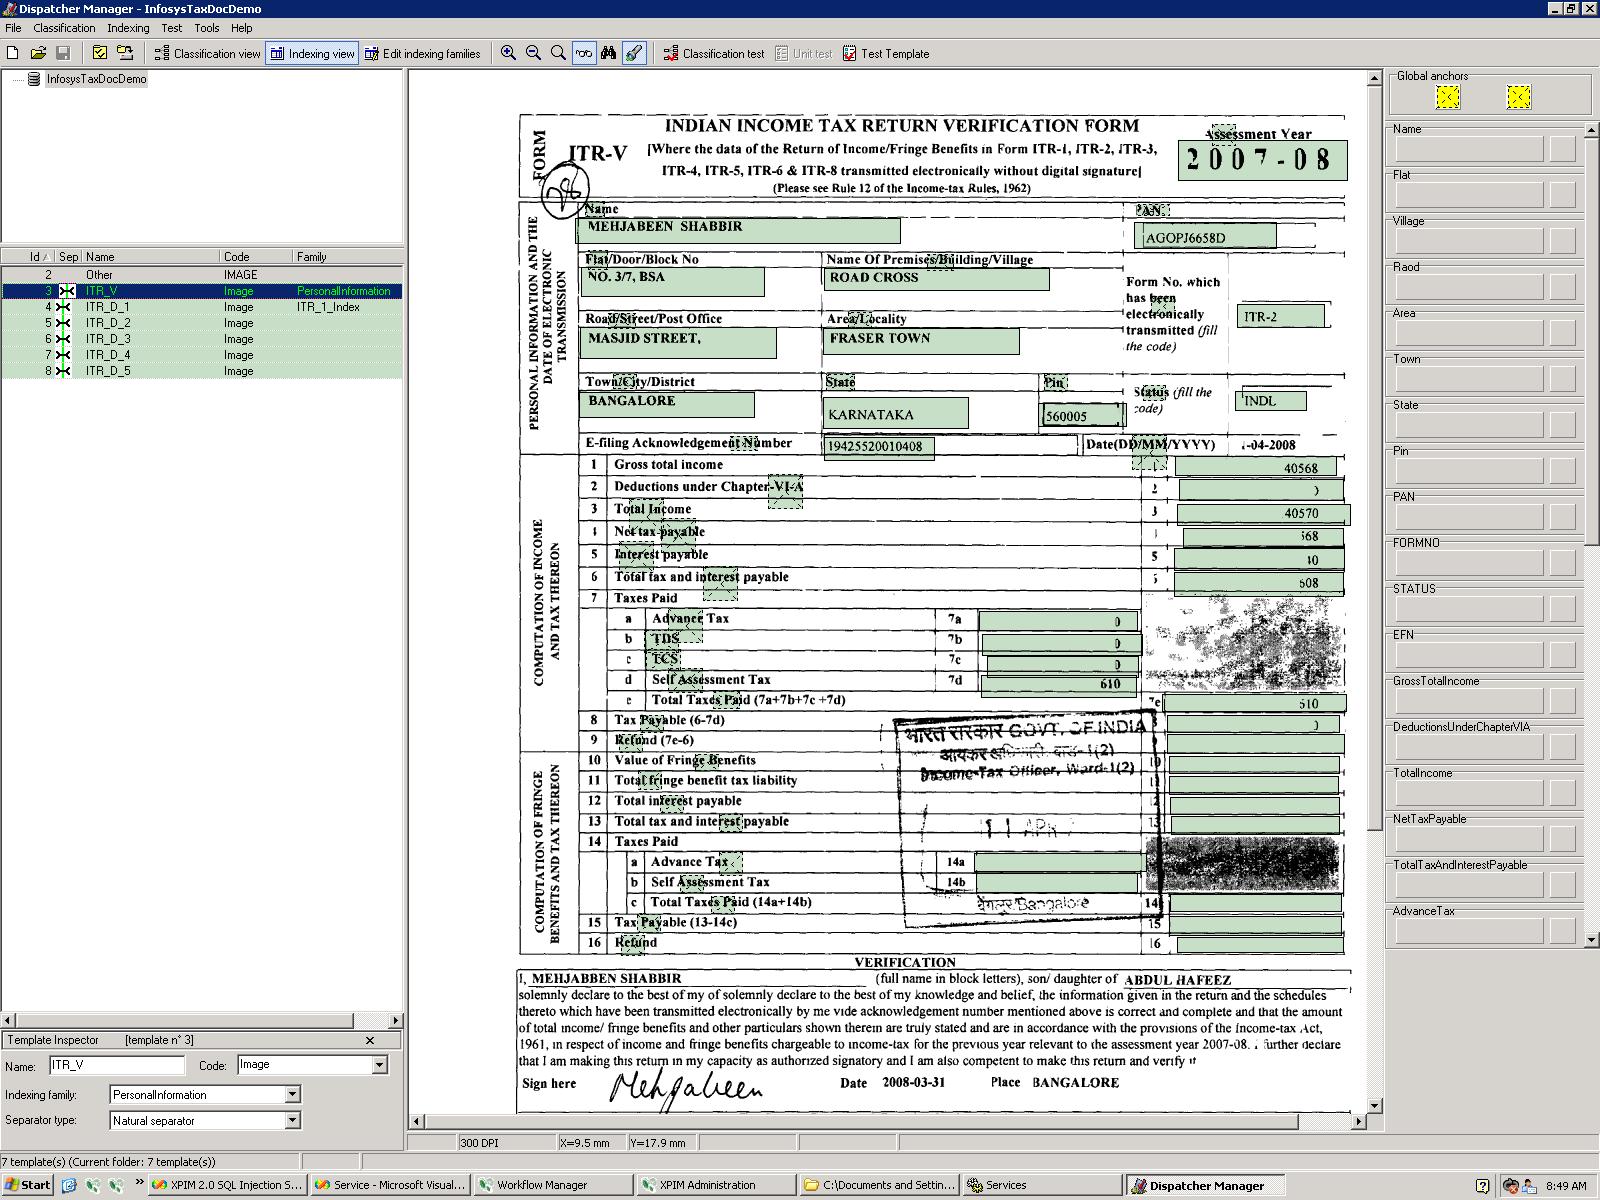 Dispatcher Manager - InfosysTaxDocDemo
File Classification Indexing Test Tools Help
Classification view Indexing view Edit indexing families Classification test Unit test Test Template
InfosysTaxDocDemo
Id Sep Name Code Family
2 Other IMAGE
3 ITR_V Image PersonalInformation
4 ITR_D_1 Image ITR_1_Index
5 ITR_D_2 Image
6 ITR_D_3 Image
7 ITR_D_4 Image
8 ITR_D_5 Image
Template Inspector [template n° 3]
Name: ITR_V Code: Image
Indexing family: PersonalInformation
Separator type: Natural separator
7 template(s) (Current folder: 7 template(s))
FORM
ITR-V
INDIAN INCOME TAX RETURN VERIFICATION FORM
[Where the data of the Return of Income/Fringe Benefits in Form ITR-1, ITR-2, ITR-3,
ITR-4, ITR-5, ITR-6 & ITR-8 transmitted electronically without digital signature]
(Please see Rule 12 of the Income-tax Rules, 1962)
Assessment Year
2007-08
PERSONAL INFORMATION AND THE
DATE OF ELECTRONIC
TRANSMISSION
Name
MEHJABEEN SHABBIR
PAN
AGOPJ6658D
Flat/Door/Block No
NO. 3/7, BSA
Name Of Premises/Building/Village
ROAD CROSS
Form No. which
has been
electronically
transmitted (fill
the code)
ITR-2
Road/Street/Post Office
MASJID STREET,
Area/Locality
FRASER TOWN
Town/City/District
BANGALORE
State
KARNATAKA
Pin
560005
Status (fill the
code)
INDL
E-filing Acknowledgement Number 19425520010408 Date(DD/MM/YYYY) -04-2008
COMPUTATION OF INCOME
AND TAX THEREON
1 Gross total income 40568
2 Deductions under Chapter-VI-A 2
3 Total Income 3 40570
Net tax payable 568
5 Interest payable 5 40
6 Total tax and interest payable 608
7 Taxes Paid
a Advance Tax 7a 0
b TDS 7b 0
c TCS 7c 0
d Self Assessment Tax 7d 610
e Total Taxes Paid (7a+7b+7c +7d) 7e 510
8 Tax Payable (6-7d)
9 Refund (7e-6)
COMPUTATION OF FRINGE
BENEFITS AND TAX THEREON
10 Value of Fringe Benefits 10
11 Total fringe benefit tax liability
12 Total interest payable
13 Total tax and interest payable 13
14 Taxes Paid
a Advance Tax 14a
b Self Assessment Tax 14b
c Total Taxes Paid (14a+14b) 14
15 Tax Payable (13-14c) 15
16 Refund 16
भारत सरकार GOVT. OF INDIA
आयकर अधिकारी, वार्ड-1(2)
Income-Tax Officer, Ward-1(2)
11 APR
बेंगलूर/Bangalore
VERIFICATION
I, MEHJABBEN SHABBIR (full name in block letters), son/ daughter of ABDUL HAFEEZ
solemnly declare to the best of my of solemnly declare to the best of my knowledge and belief, the information given in the return and the schedules
thereto which have been transmitted electronically by me vide acknowledgement number mentioned above is correct and complete and that the amount
of total income/ fringe benefits and other particulars shown therein are truly stated and are in accordance with the provisions of the Income-tax Act,
1961, in respect of income and fringe benefits chargeable to income-tax for the previous year relevant to the assessment year 2007-08. I further declare
that I am making this return in my capacity as authorized signatory and I am also competent to make this return and verify it
Sign here Mehjabeen Date 2008-03-31 Place BANGALORE
300 DPI X=9.5 mm Y=17.9 mm
Global anchors
Name
Flat
Village
Raod
Area
Town
State
Pin
PAN
FORMNO
STATUS
EFN
GrossTotalIncome
DeductionsUnderChapterVIA
TotalIncome
NetTaxPayable
TotalTaxAndInterestPayable
AdvanceTax
Start XPIM 2.0 SQL Injection S... Service - Microsoft Visual... Workflow Manager XPIM Administration C:\Documents and Settin... Services Dispatcher Manager 8:49 AM